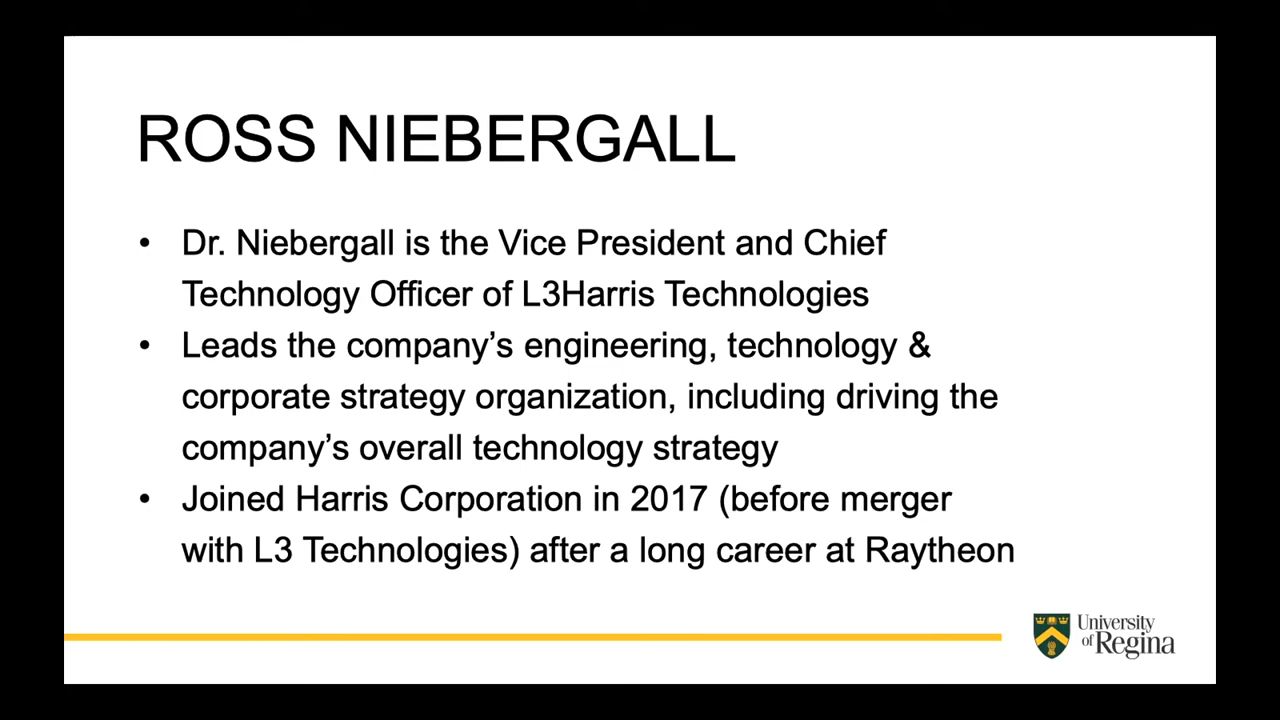 ROSS NIEBERGALL
• Dr. Niebergall is the Vice President and Chief
Technology Officer of L3Harris Technologies
• Leads the company’s engineering, technology &
corporate strategy organization, including driving the
company’s overall technology strategy
• Joined Harris Corporation in 2017 (before merger
with L3 Technologies) after a long career at Raytheon
University
of Regina